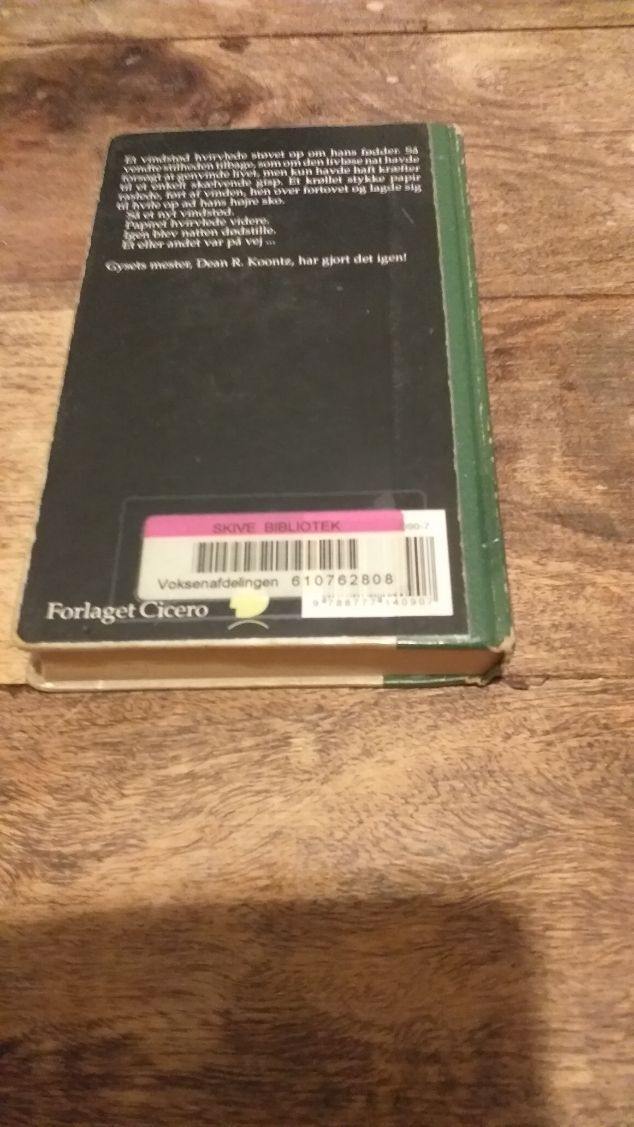 Et vindstød hvirvlede støvet op om hans fødder. Så
vendte stilheden tilbage, som om den livløse nat havde
forsøgt at genvinde livet, men kun havde haft kræfter
til et enkelt skælvende gisp. Et krøllet stykke papir
raslede, ført af vinden, hen over fortovet og lagde sig
til hvile op ad hans højre sko.
Så et nyt vindstød.
Papiret hvirvlede videre.
Igen blev natten dødstille.
Et eller andet var på vej ...
Gysets mester, Dean R. Koontz, har gjort det igen!
SKIVE BIBLIOTEK
Voksenafdelingen 610762808
Forlaget Cicero
9 788777 140907